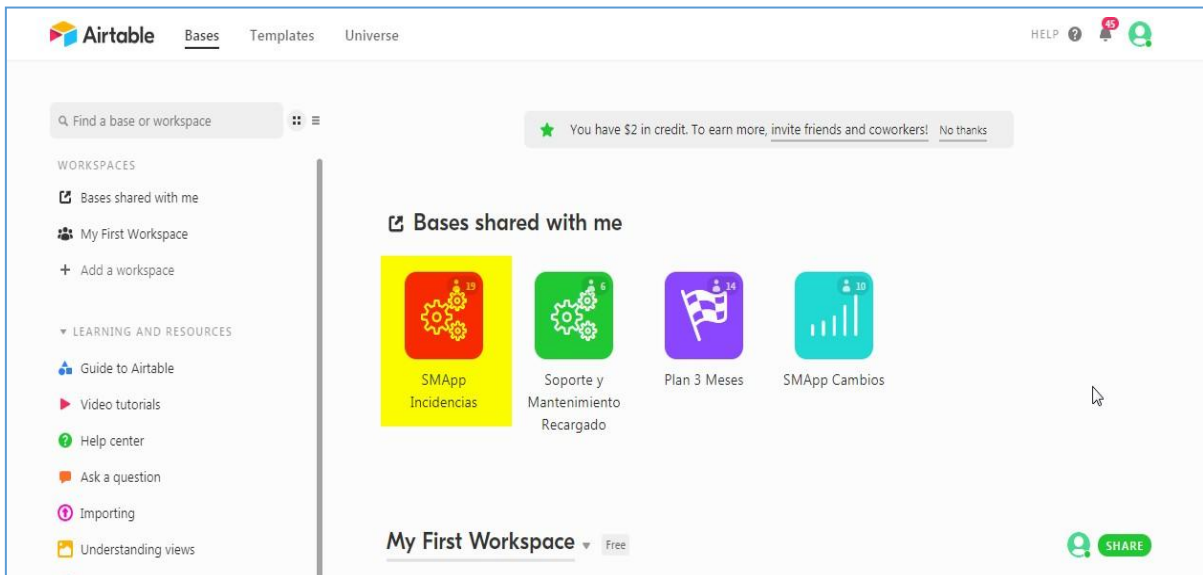 Airtable Bases Templates Universe HELP ? 45
Find a base or workspace
You have $2 in credit. To earn more, invite friends and coworkers! No thanks
WORKSPACES
Bases shared with me
My First Workspace
+ Add a workspace
LEARNING AND RESOURCES
Guide to Airtable
Video tutorials
? Help center
Ask a question
Importing
Understanding views
Bases shared with me
19
SMApp
Incidencias
6
Soporte y
Mantenimiento
Recargado
14
Plan 3 Meses
10
SMApp Cambios
My First Workspace Free SHARE